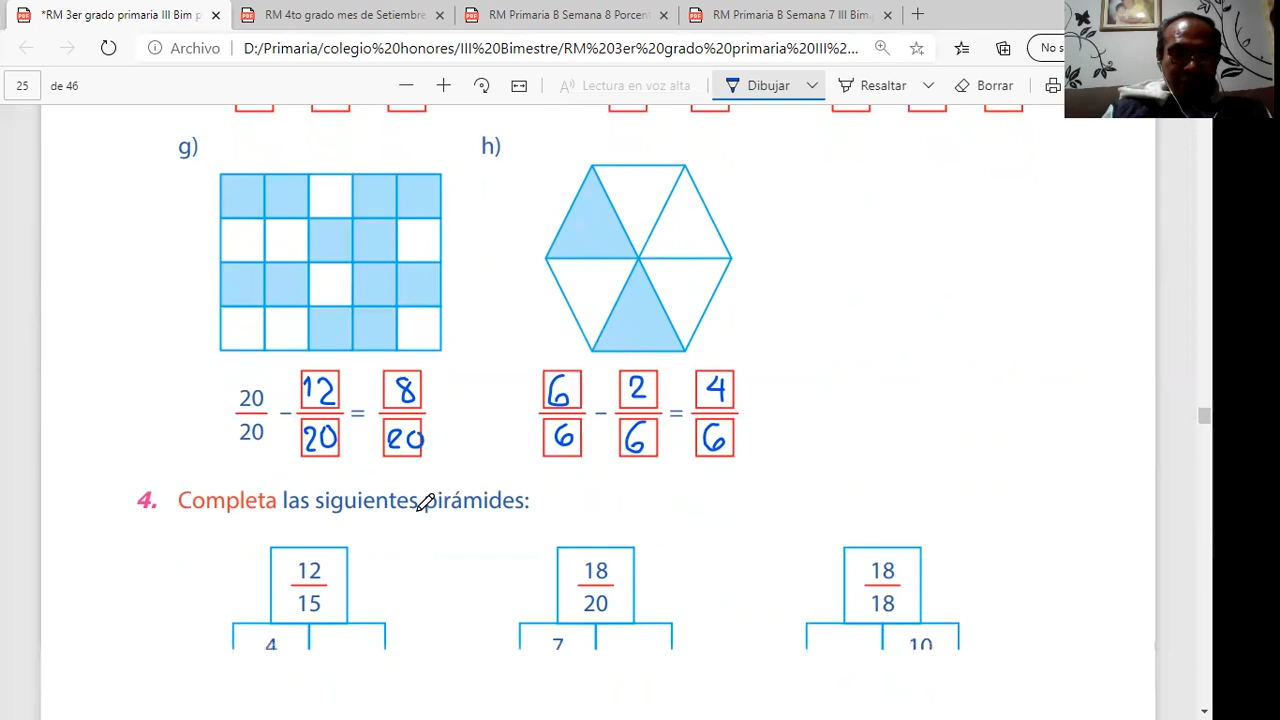 *RM 3er grado primaria III Bim p
RM 4to grado mes de Setiembre
RM Primaria B Semana 8 Porcent
RM Primaria B Semana 7 III Bim.p
Archivo
D:/Primaria/colegio%20honores/III%20Bimestre/RM%203er%20grado%20primaria%20III%2...
No s
25 de 46
Lectura en voz alta
Dibujar
Resaltar
Borrar
g) h)
20/20 - 12/20 = 8/20
6/6 - 2/6 = 4/6
4. Completa las siguientes pirámides:
12/15 18/20 18/18
4 7 10